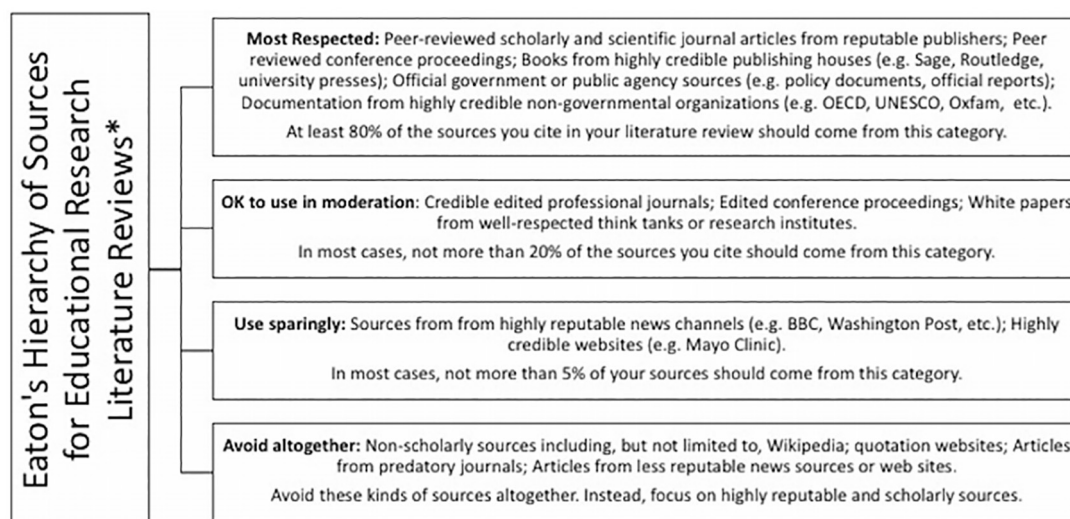 Eaton's Hierarchy of Sources
for Educational Research
Literature Reviews*
Most Respected: Peer-reviewed scholarly and scientific journal articles from reputable publishers; Peer
reviewed conference proceedings; Books from highly credible publishing houses (e.g. Sage, Routledge,
university presses); Official government or public agency sources (e.g. policy documents, official reports);
Documentation from highly credible non-governmental organizations (e.g. OECD, UNESCO, Oxfam, etc.).
At least 80% of the sources you cite in your literature review should come from this category.
OK to use in moderation: Credible edited professional journals; Edited conference proceedings; White papers
from well-respected think tanks or research institutes.
In most cases, not more than 20% of the sources you cite should come from this category.
Use sparingly: Sources from from highly reputable news channels (e.g. BBC, Washington Post, etc.); Highly
credible websites (e.g. Mayo Clinic).
In most cases, not more than 5% of your sources should come from this category.
Avoid altogether: Non-scholarly sources including, but not limited to, Wikipedia; quotation websites; Articles
from predatory journals; Articles from less reputable news sources or web sites.
Avoid these kinds of sources altogether. Instead, focus on highly reputable and scholarly sources.